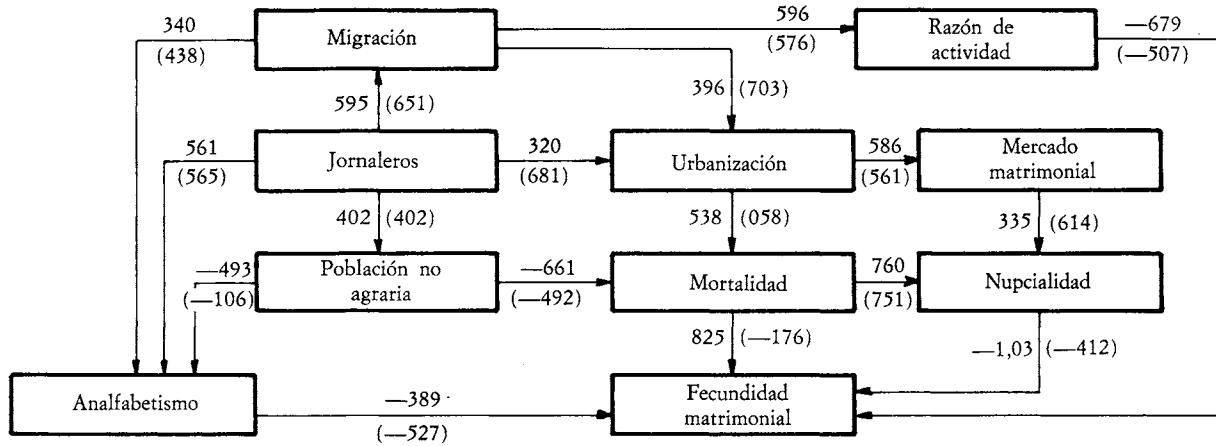 340
(438)
Migración
596
(576)
Razón de
actividad
—679
(—507)
595 (651)
396 (703)
561
(565)
Jornaleros
320
(681)
Urbanización
586
(561)
Mercado
matrimonial
402 (402)
538 (058)
335 (614)
—493
(—106)
Población no
agraria
—661
(—492)
Mortalidad
760
(751)
Nupcialidad
825 (—176)
—1,03 (—412)
Analfabetismo
—389
(—527)
Fecundidad
matrimonial